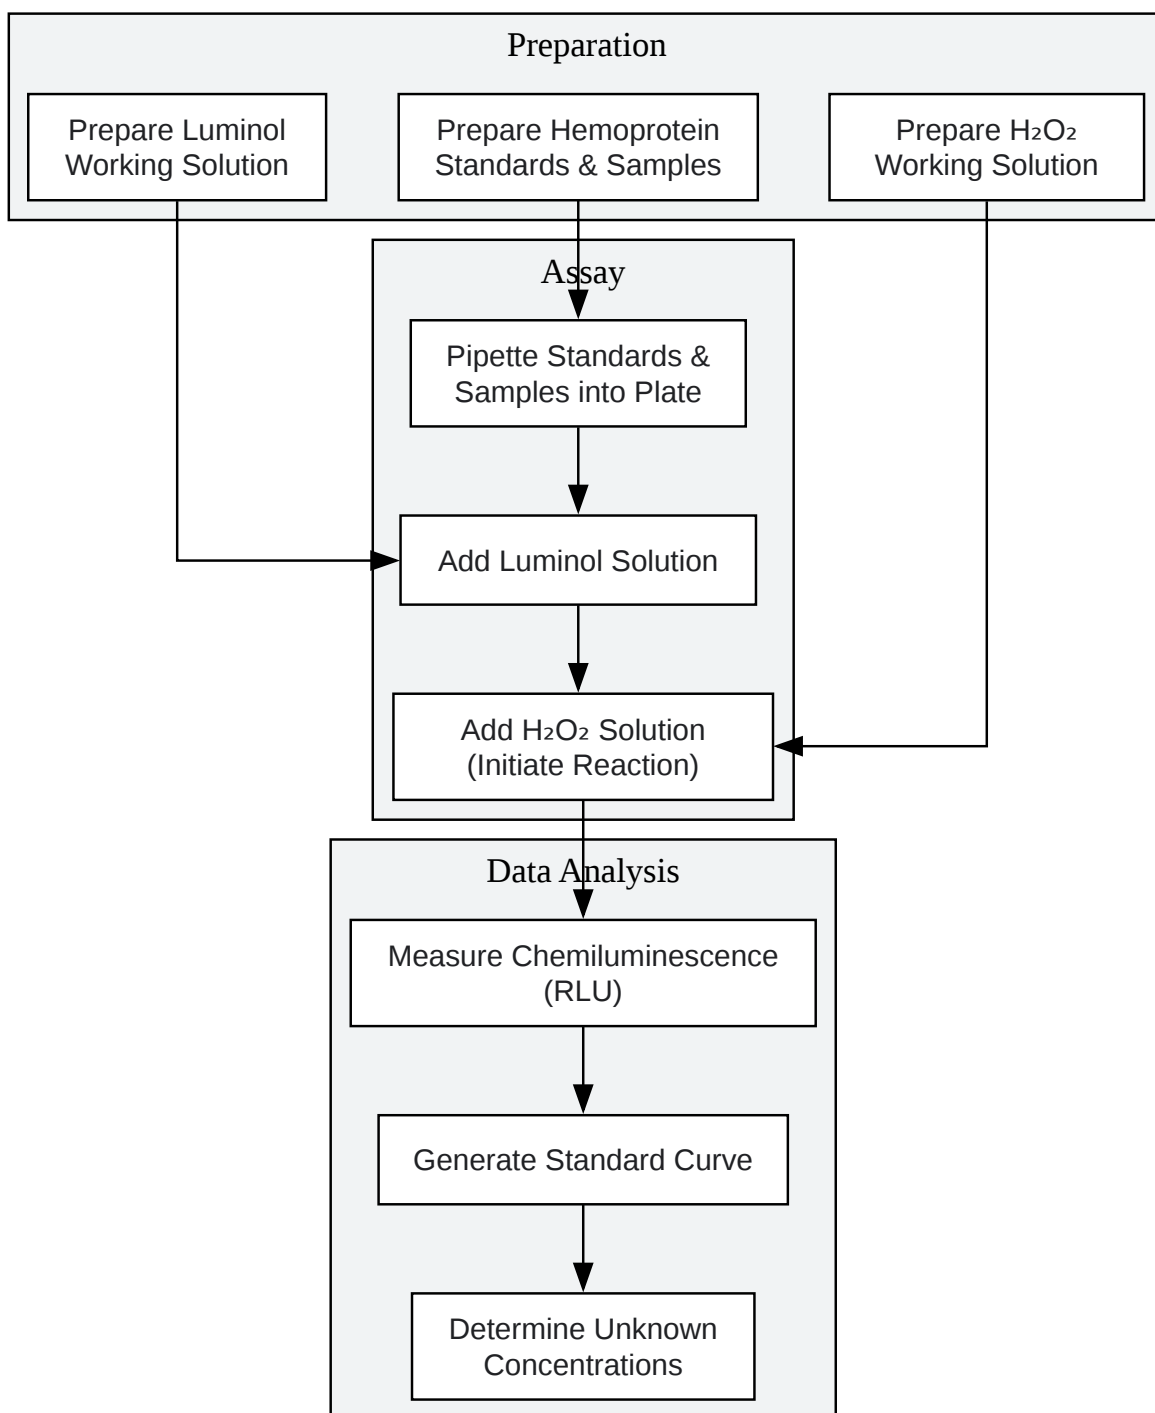 Preparation
Prepare Luminol
Working Solution
Prepare Hemoprotein
Standards & Samples
Prepare H₂O₂
Working Solution
Assay
Pipette Standards &
Samples into Plate
Add Luminol Solution
Add H₂O₂ Solution
(Initiate Reaction)
Data Analysis
Measure Chemiluminescence
(RLU)
Generate Standard Curve
Determine Unknown
Concentrations